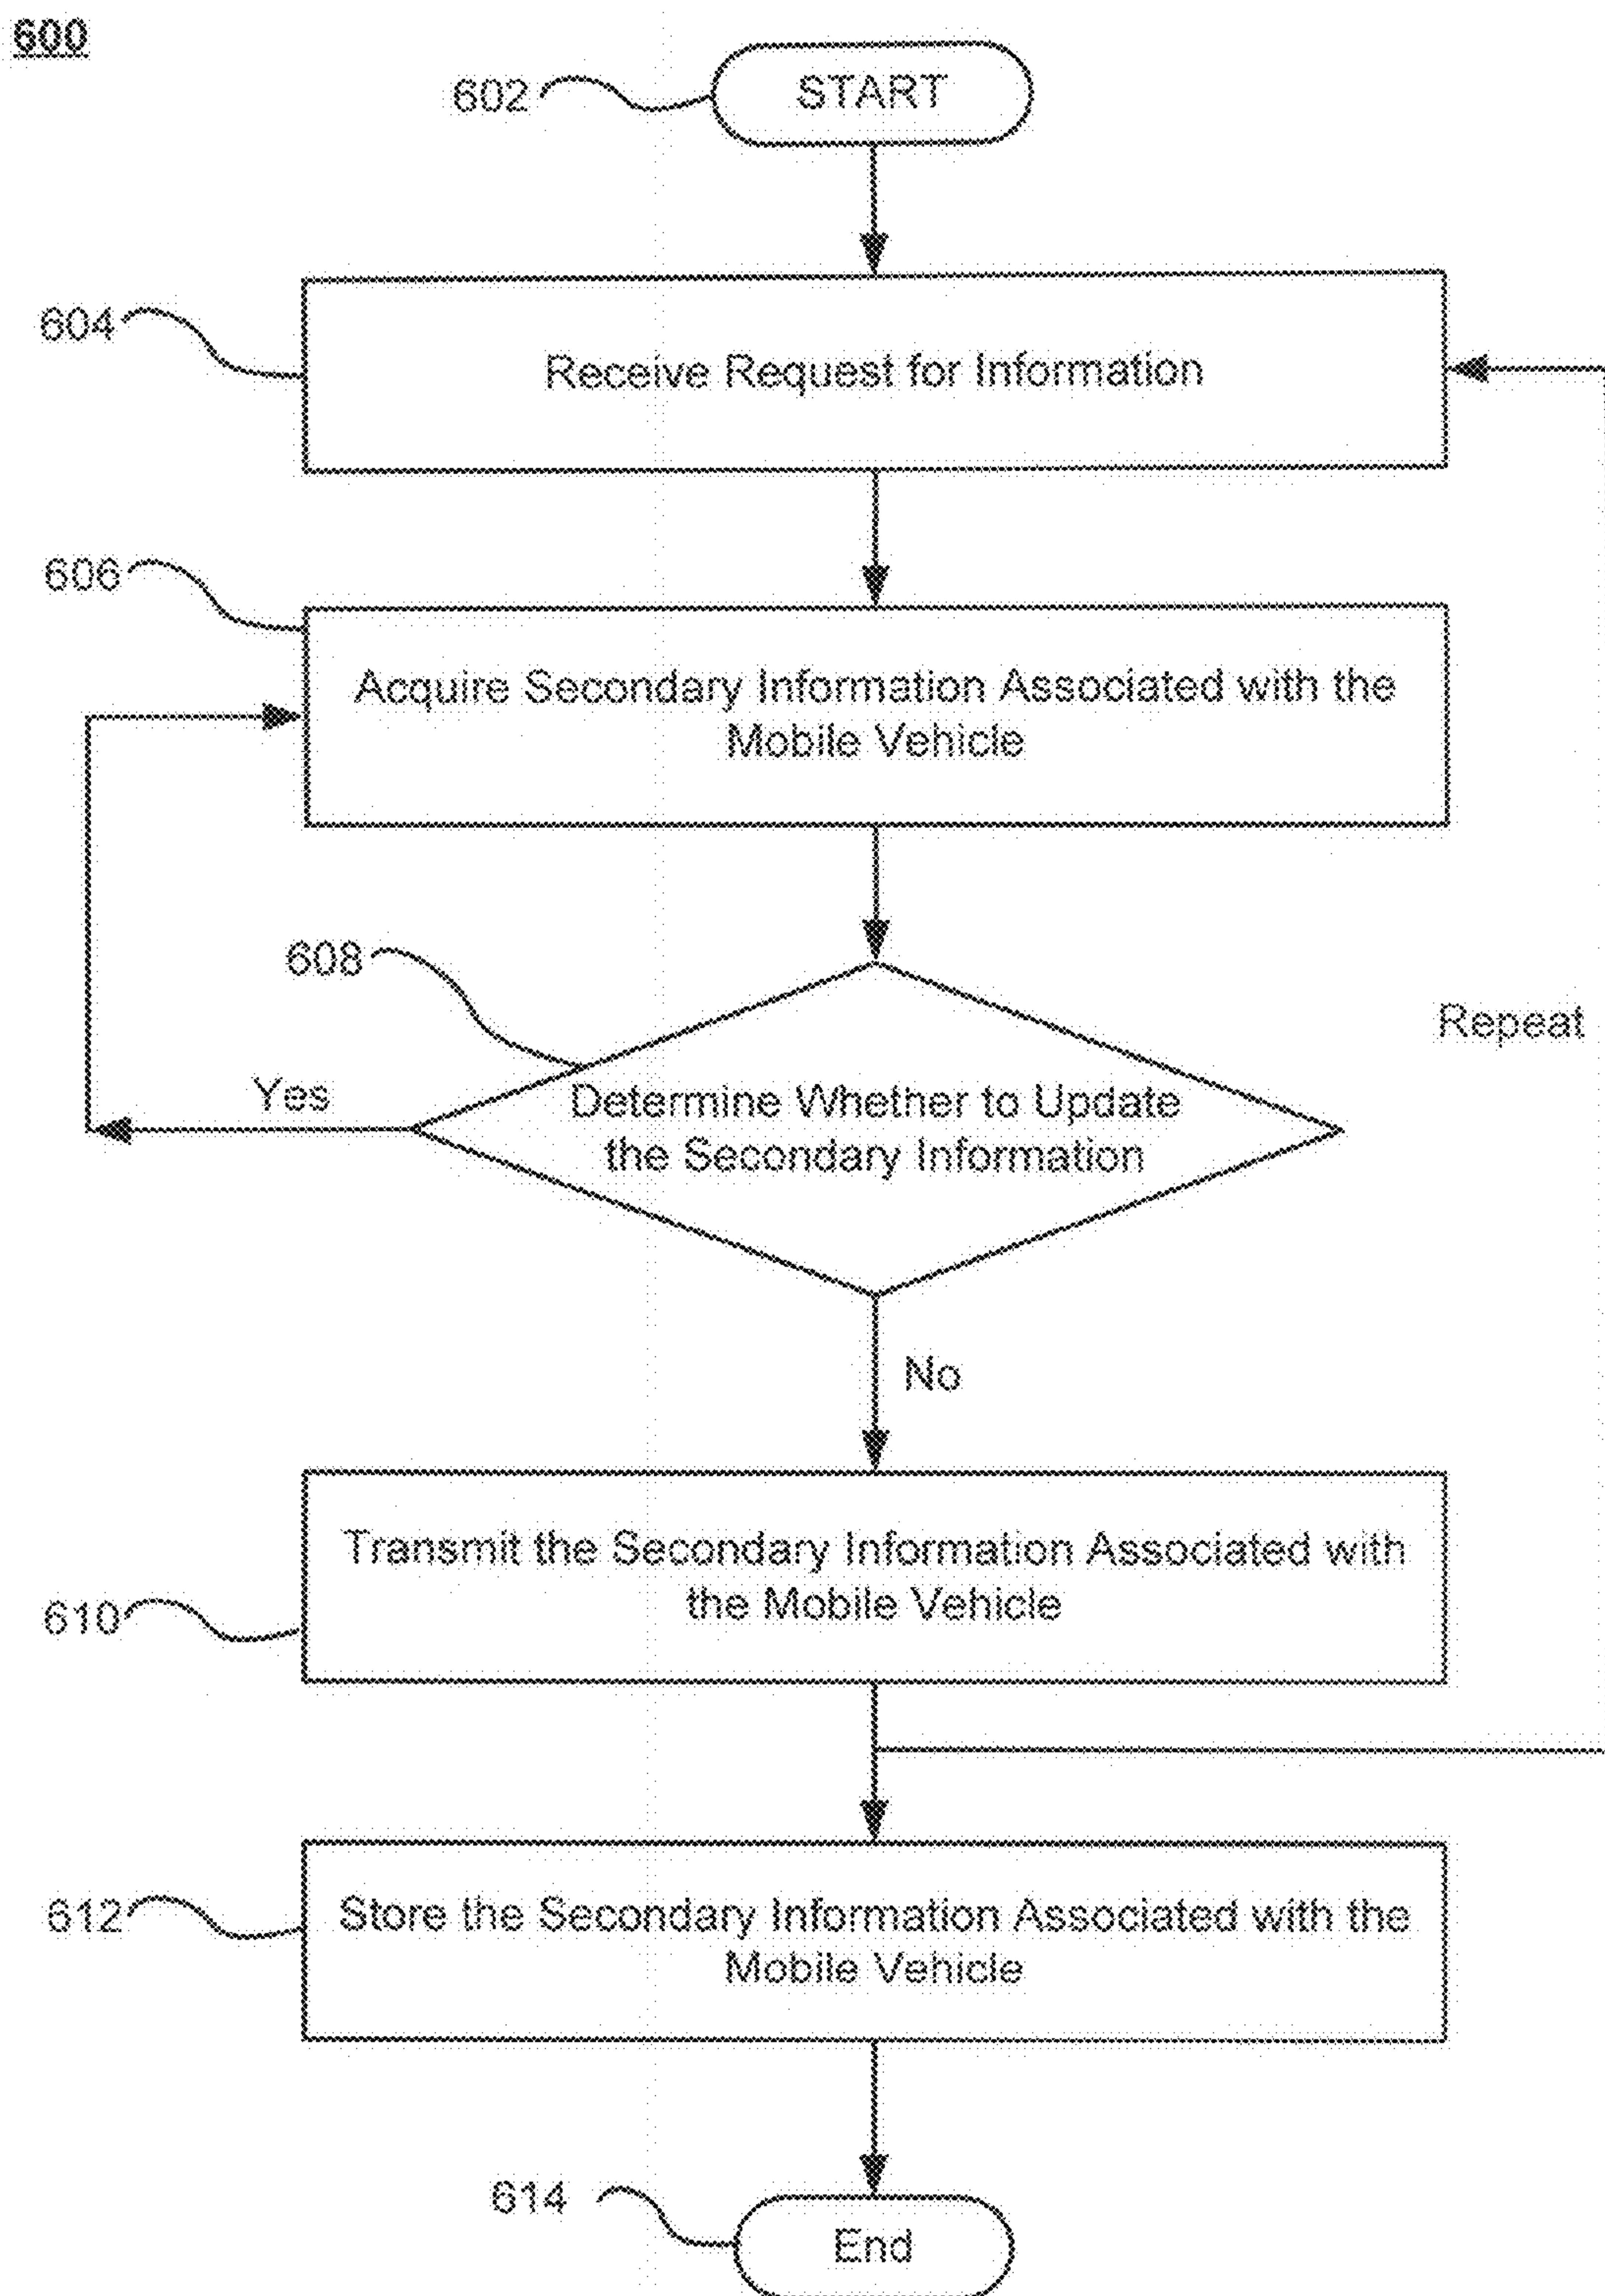 600
602
START
604
Receive Request for Information
606
Acquire Secondary Information Associated with the
Mobile Vehicle
608
Repeat
Yes
Determine Whether to Update
the Secondary Information
No
Transmit the Secondary Information Associated with
the Mobile Vehicle
610
612
Store the Secondary Information Associated with the
Mobile Vehicle
614
End